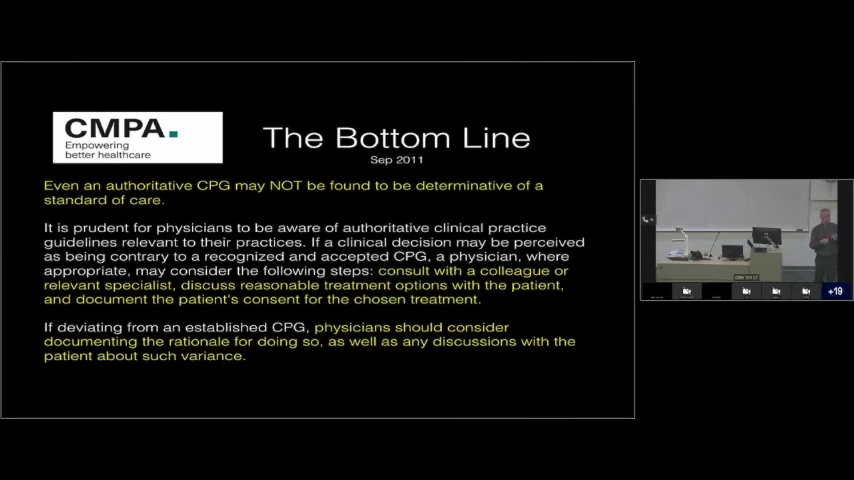 CMPA.
Empowering
better healthcare
The Bottom Line
Sep 2011
Even an authoritative CPG may NOT be found to be determinative of a
standard of care.
It is prudent for physicians to be aware of authoritative clinical practice
guidelines relevant to their practices. If a clinical decision may be perceived
as being contrary to a recognized and accepted CPG, a physician, where
appropriate, may consider the following steps: consult with a colleague or
relevant specialist, discuss reasonable treatment options with the patient,
and document the patient's consent for the chosen treatment.
If deviating from an established CPG, physicians should consider
documenting the rationale for doing so, as well as any discussions with the
patient about such variance.
+19